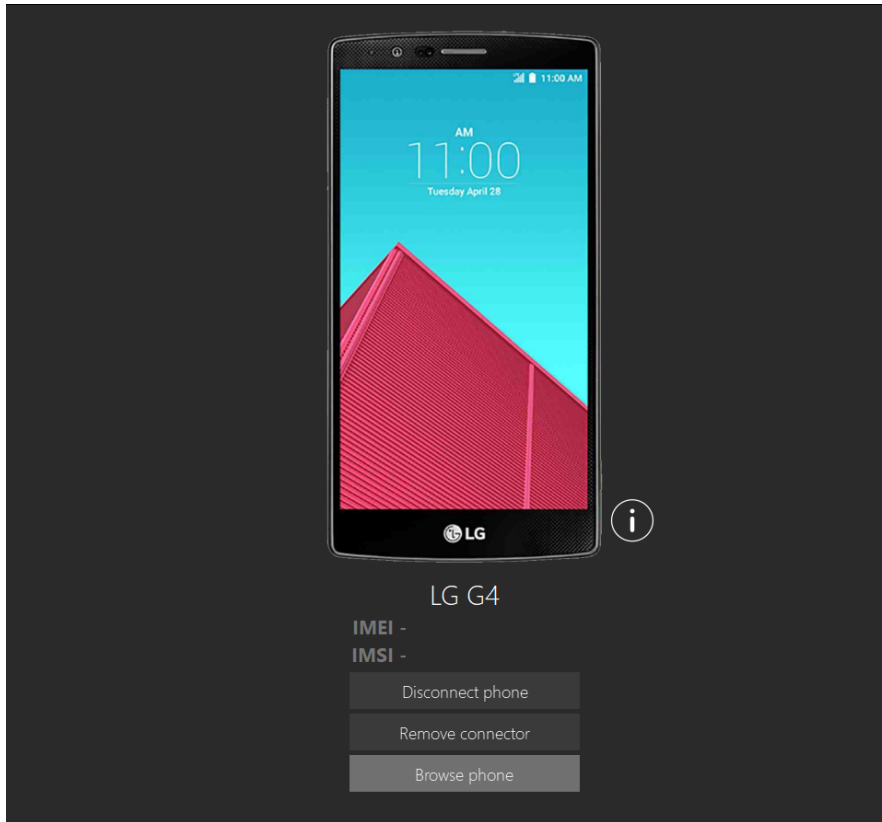 11:00 AM
AM
11:00
Tuesday April 28
LG
LG G4
IMEI -
IMSI -
Disconnect phone
Remove connector
Browse phone